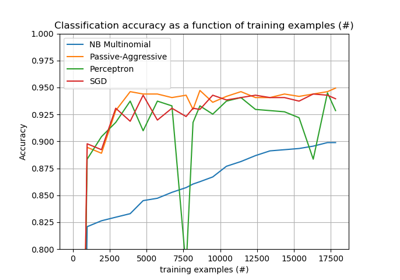 Classification accuracy as a function of training examples (#)
1.000
0.975
0.950
0.925
0.900
0.875
0.850
0.825
0.800
Accuracy
NB Multinomial
Passive-Aggressive
Perceptron
SGD
0 2500 5000 7500 10000 12500 15000 17500
training examples (#)